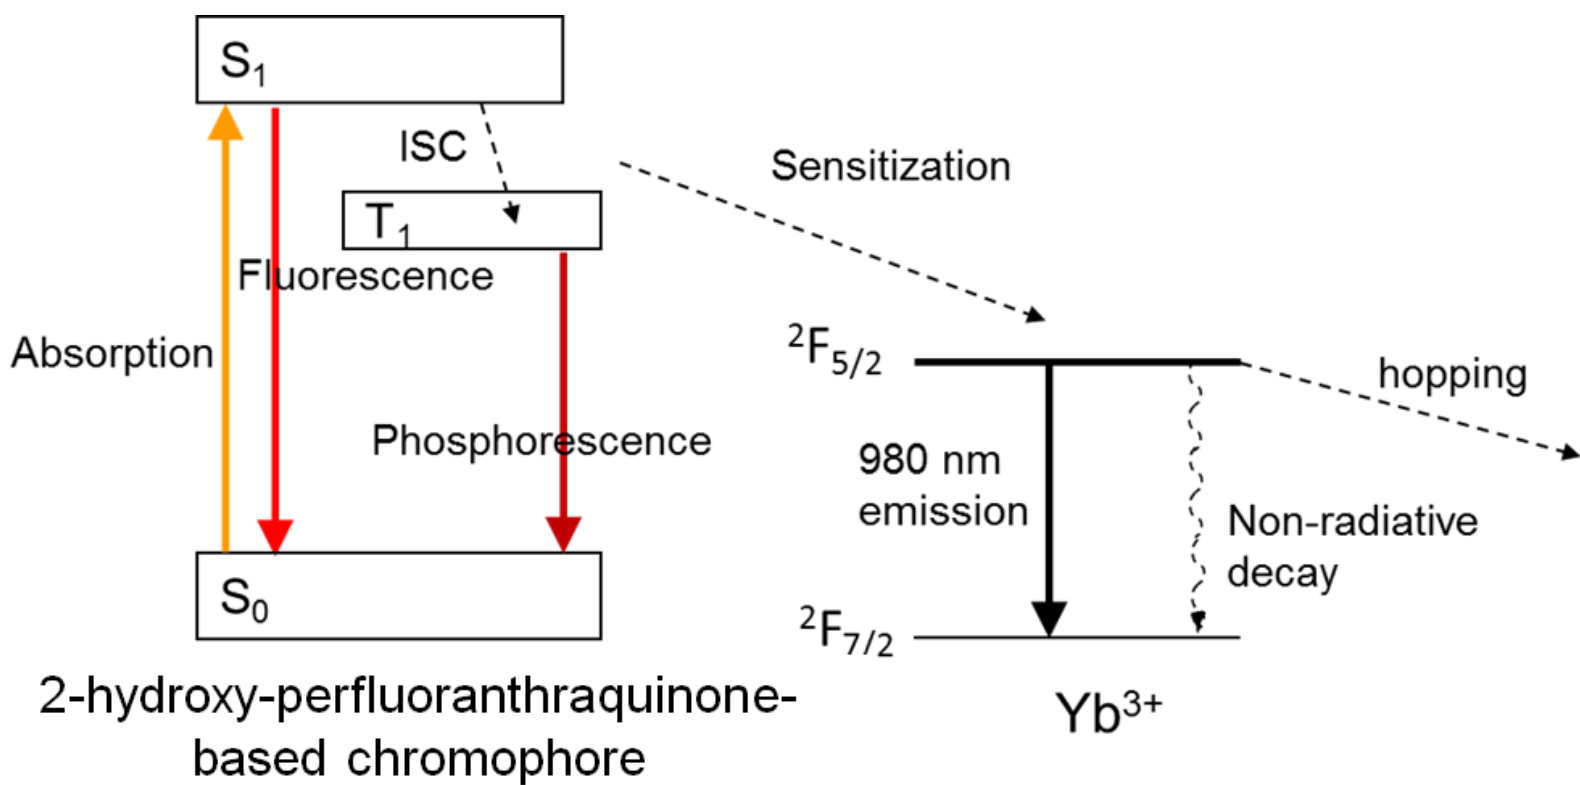 S₁
ISC
Sensitization
T₁
Fluorescence
Absorption
²F₅/₂
hopping
Phosphorescence
980 nm
emission
Non-radiative
decay
S₀
²F₇/₂
2-hydroxy-perfluoranthraquinone-
based chromophore
Yb³⁺